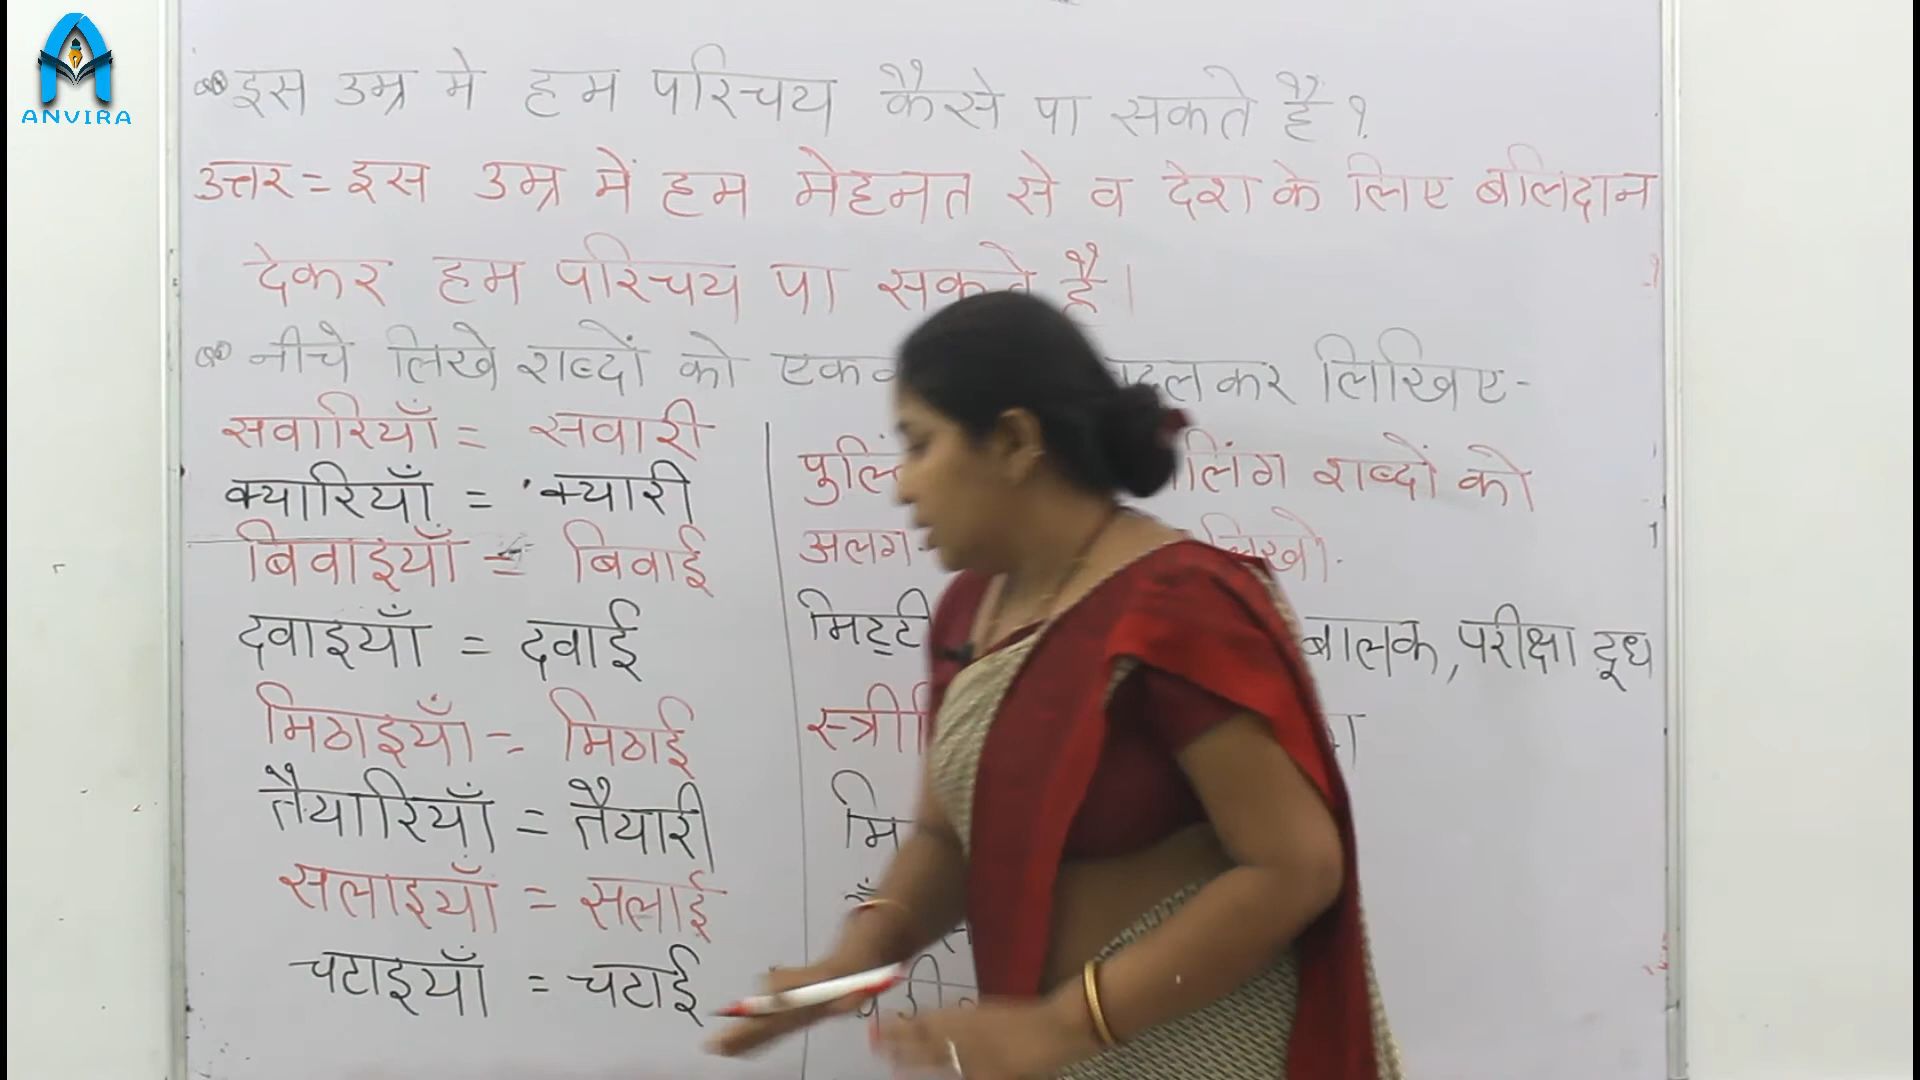 ANVIRA
इस उम्र मे हम परिचय कैसे पा सकते है ?
उत्तर = इस उम्र में हम मेहनत से व देश के लिए बलिदान
देकर हम परिचय पा सकते है।
नीचे लिखे शब्दों को लिखिए-
सवारियाँ = सवारी
क्यारियाँ = क्यारी
बिवाइयाँ = बिवाई
दवाइयाँ = दवाई
मिठाइयाँ = मिठाई
तैयारियाँ = तैयारी
सलाइयाँ = सलाई
चटाइयाँ = चटाई
शब्दों को
अलग-
मिट्टी बालक, परीक्षा दूध